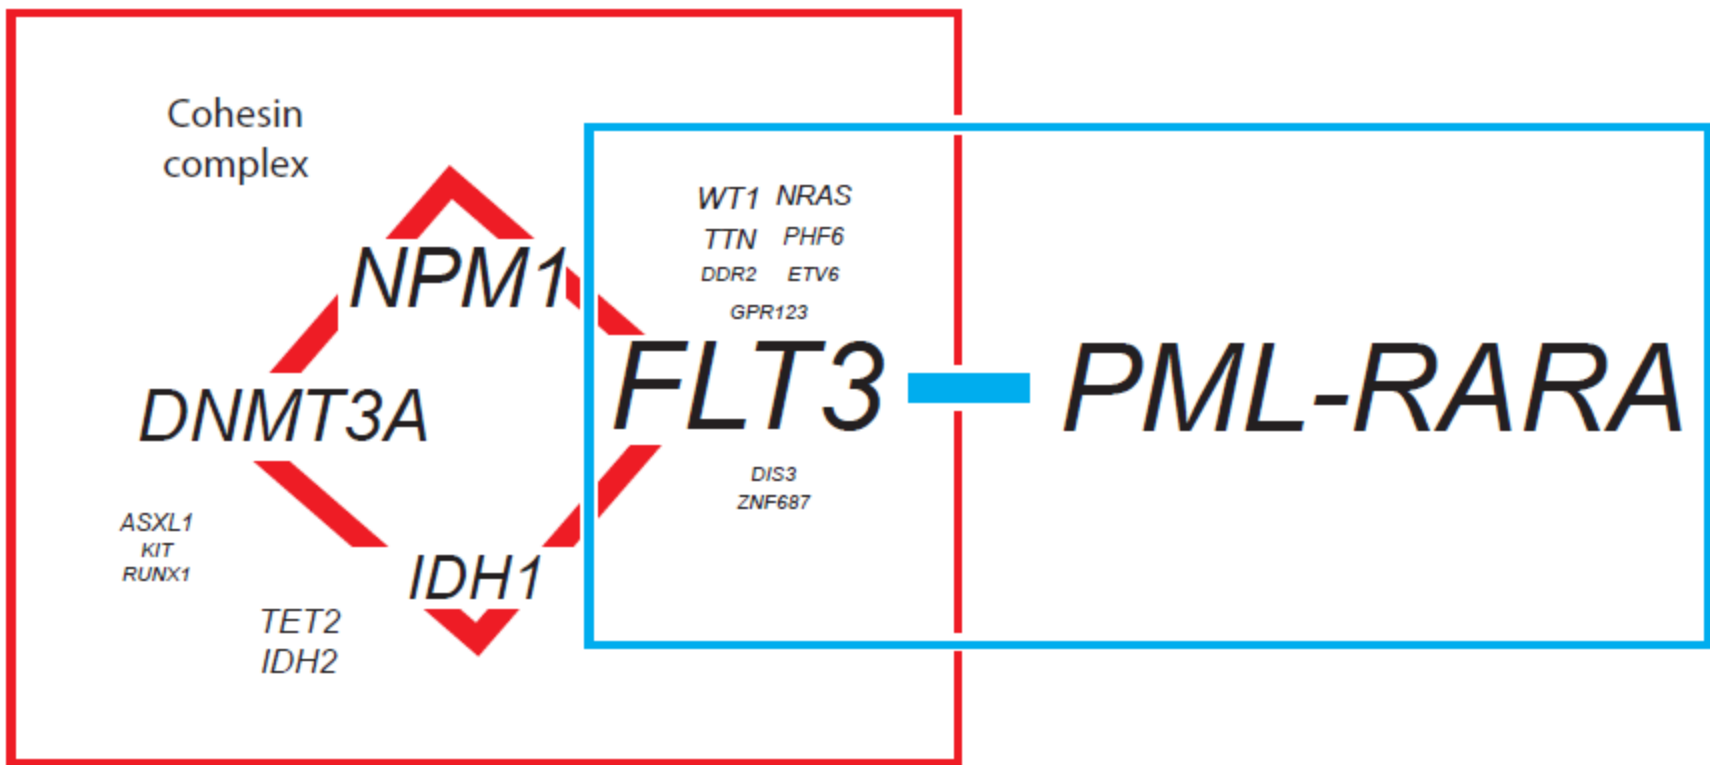 Cohesin
complex
WT1 NRAS
TTN PHF6
DDR2 ETV6
GPR123
NPM1
FLT3
PML-RARA
DNMT3A
DIS3
ZNF687
ASXL1
KIT
RUNX1
IDH1
TET2
IDH2